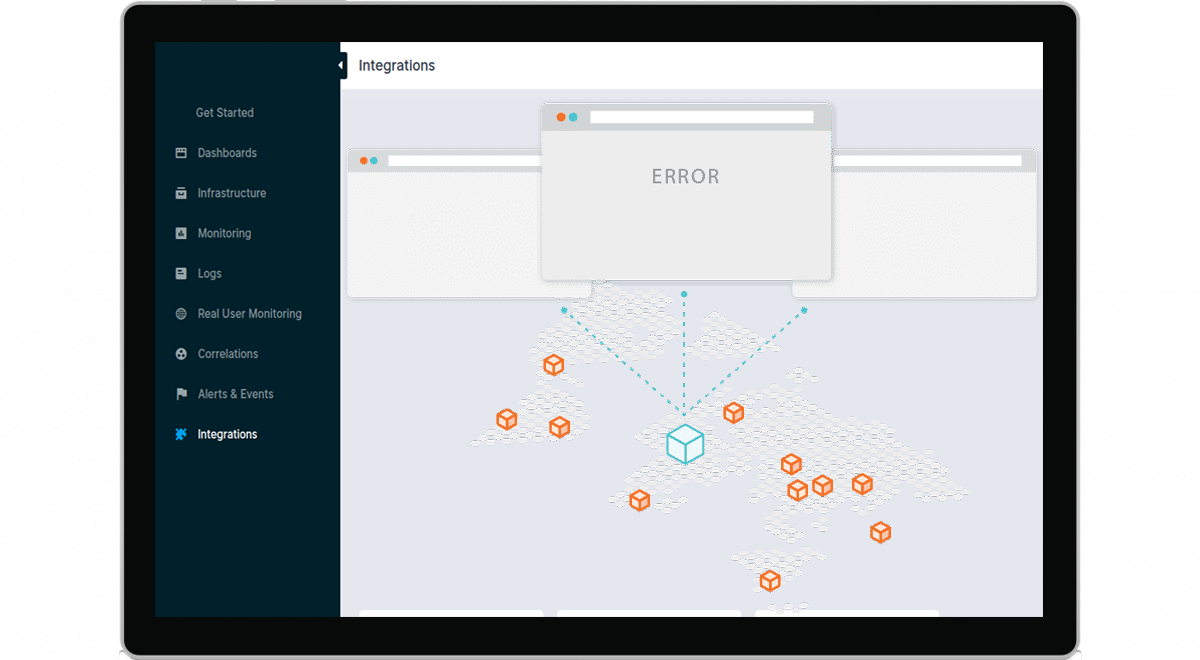 Integrations
Get Started
Dashboards
Infrastructure
Monitoring
Logs
Real User Monitoring
Correlations
Alerts & Events
Integrations
ERROR